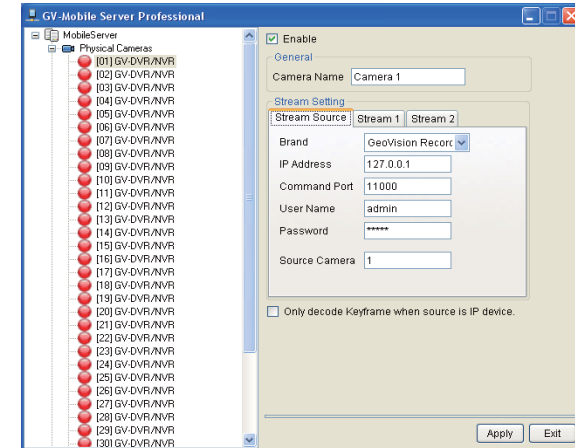 GV-Mobile Server Professional
MobileServer
Physical Cameras
[01] GV-DVR/NVR
[02] GV-DVR/NVR
[03] GV-DVR/NVR
[04] GV-DVR/NVR
[05] GV-DVR/NVR
[06] GV-DVR/NVR
[07] GV-DVR/NVR
[08] GV-DVR/NVR
[09] GV-DVR/NVR
[10] GV-DVR/NVR
[11] GV-DVR/NVR
[12] GV-DVR/NVR
[13] GV-DVR/NVR
[14] GV-DVR/NVR
[15] GV-DVR/NVR
[16] GV-DVR/NVR
[17] GV-DVR/NVR
[18] GV-DVR/NVR
[19] GV-DVR/NVR
[20] GV-DVR/NVR
[21] GV-DVR/NVR
[22] GV-DVR/NVR
[23] GV-DVR/NVR
[24] GV-DVR/NVR
[25] GV-DVR/NVR
[26] GV-DVR/NVR
[27] GV-DVR/NVR
[28] GV-DVR/NVR
[29] GV-DVR/NVR
[30] GV-DVR/NVR
Enable
General
Camera Name Camera 1
Stream Setting
Stream Source Stream 1 Stream 2
Brand GeoVision Recorc
IP Address 127.0.0.1
Command Port 11000
User Name admin
Password *****
Source Camera 1
Only decode Keyframe when source is IP device.
Apply Exit